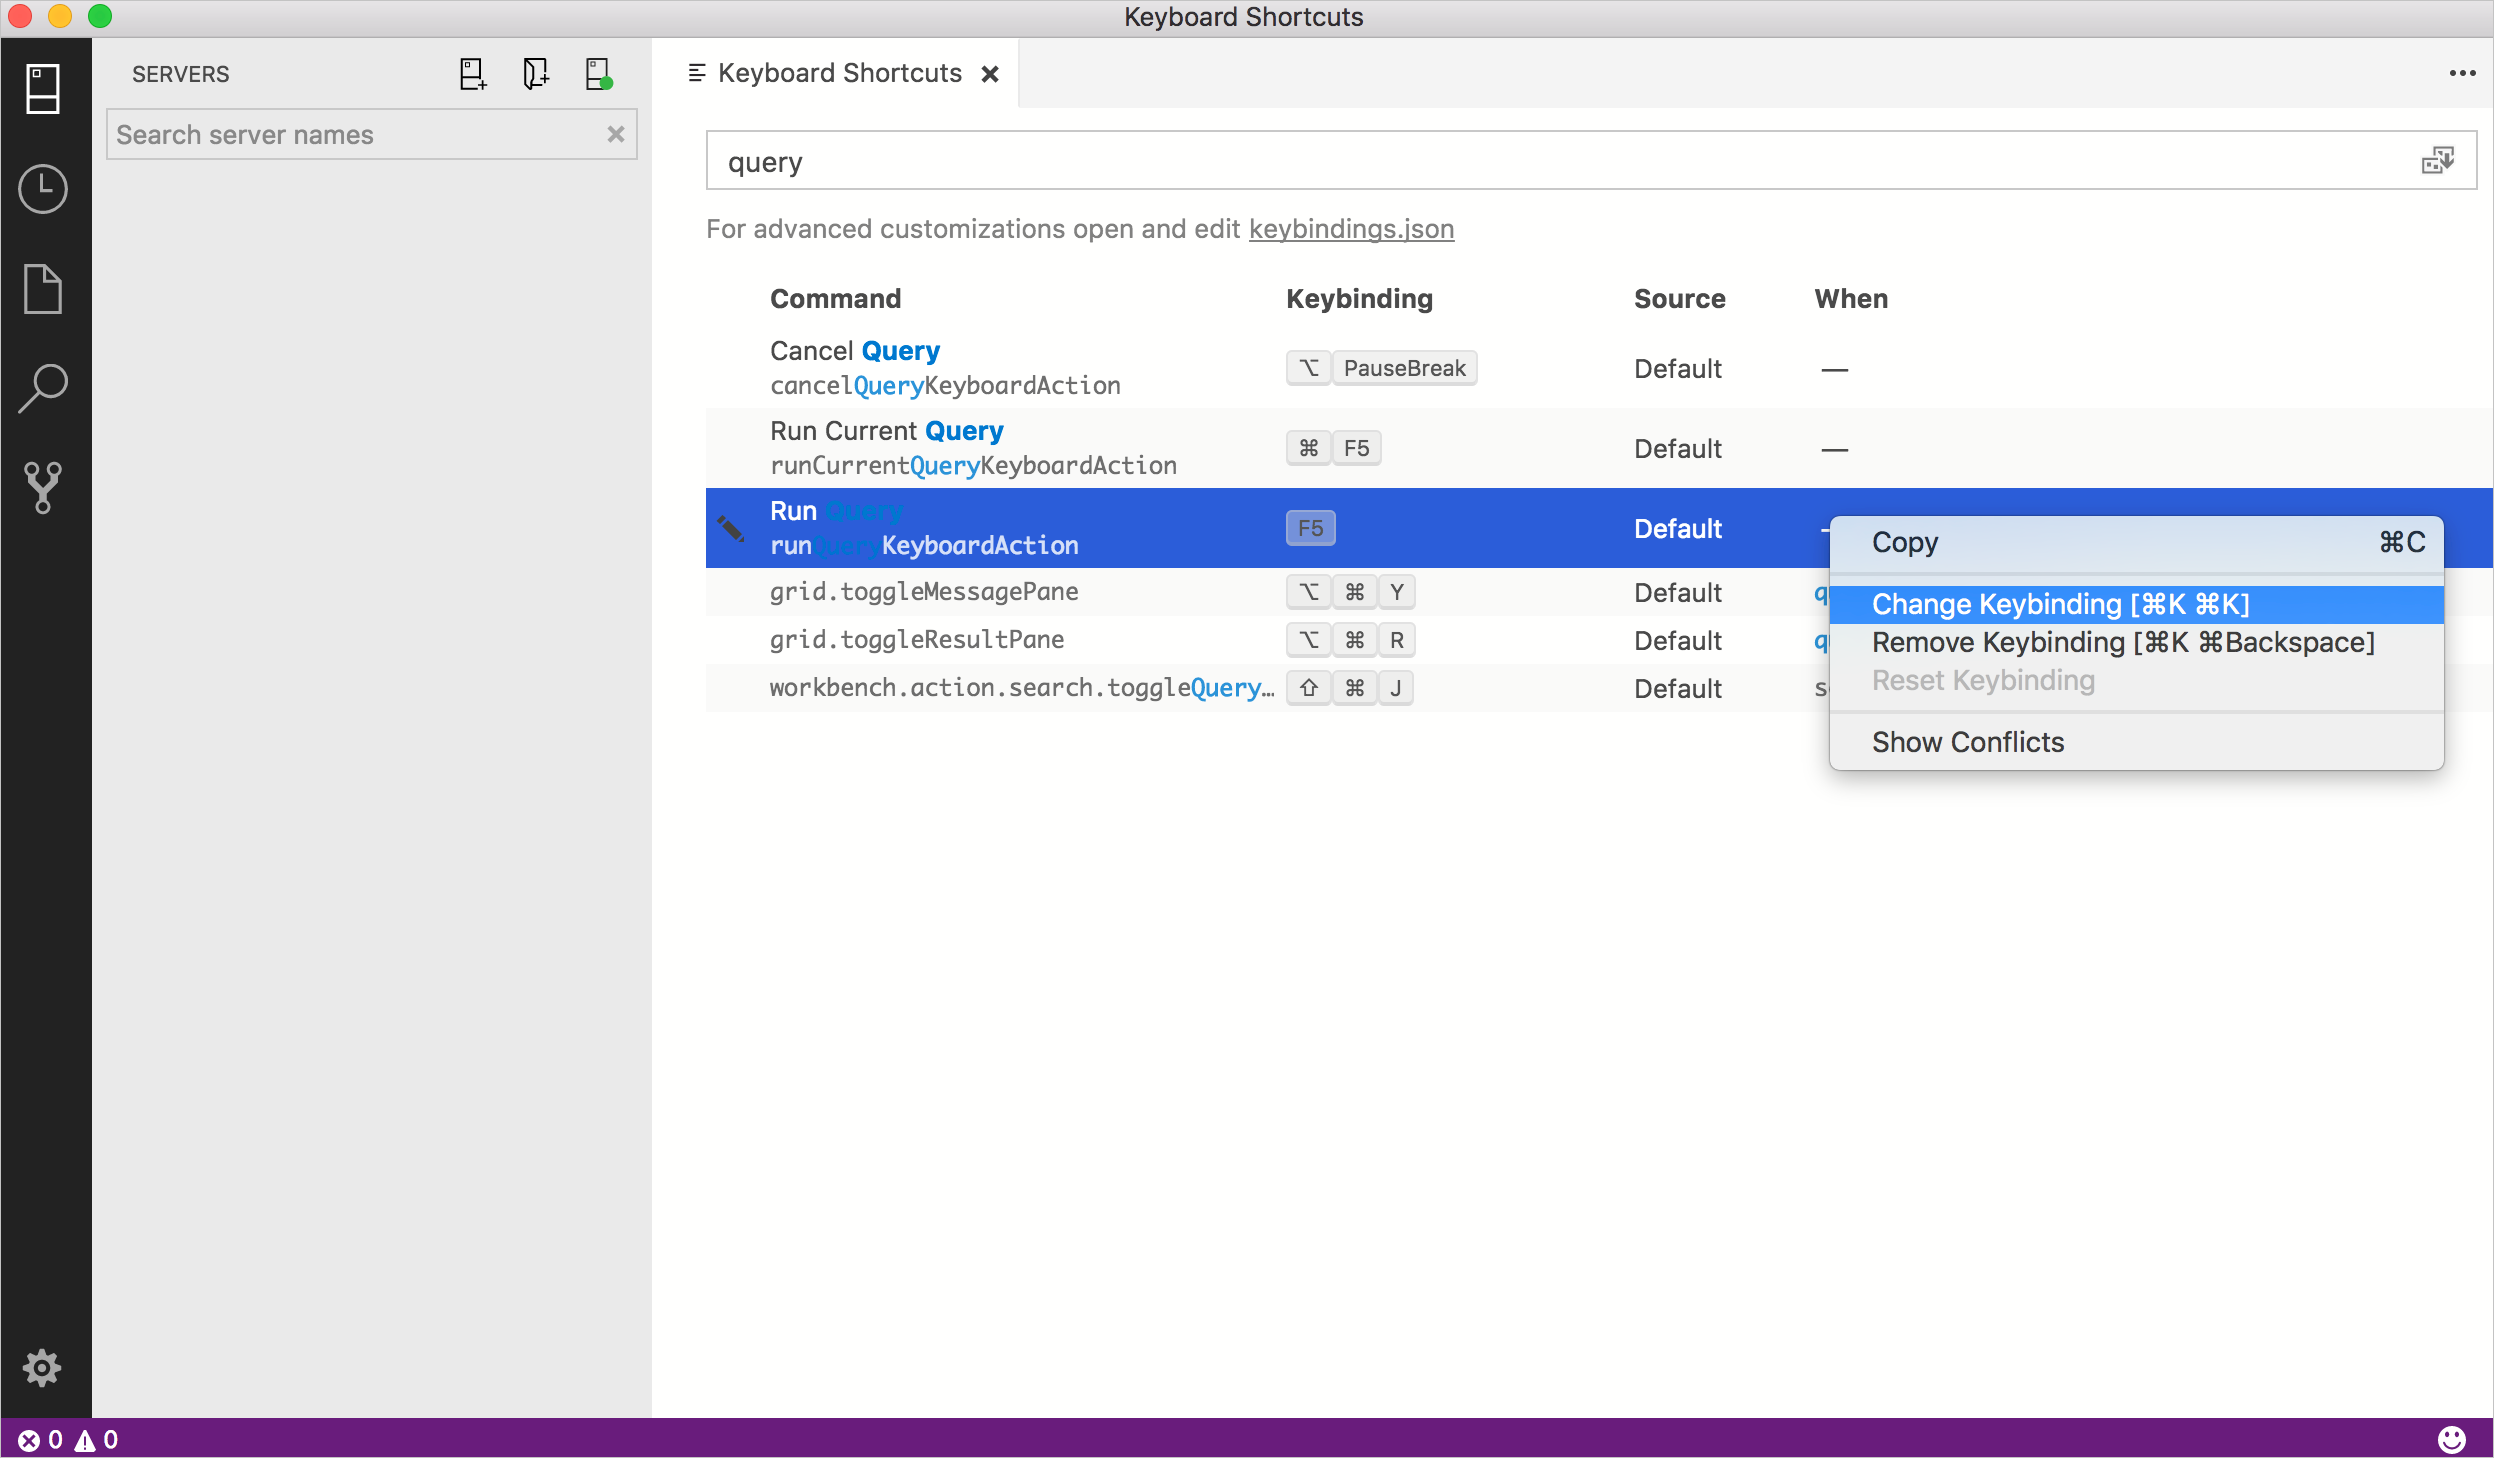 Keyboard Shortcuts
SERVERS
Search server names
Keyboard Shortcuts
query
For advanced customizations open and edit keybindings.json
Command Keybinding Source When
Cancel Query
cancelQueryKeyboardAction
⌥ PauseBreak Default —
Run Current Query
runCurrentQueryKeyboardAction
⌘ F5 Default —
Run Query
runQueryKeyboardAction
F5 Default
grid.toggleMessagePane ⌥ ⌘ Y Default
grid.toggleResultPane ⌥ ⌘ R Default
workbench.action.search.toggleQuery… ⇧ ⌘ J Default
Copy ⌘C
Change Keybinding [⌘K ⌘K]
Remove Keybinding [⌘K ⌘Backspace]
Reset Keybinding
Show Conflicts
0 0